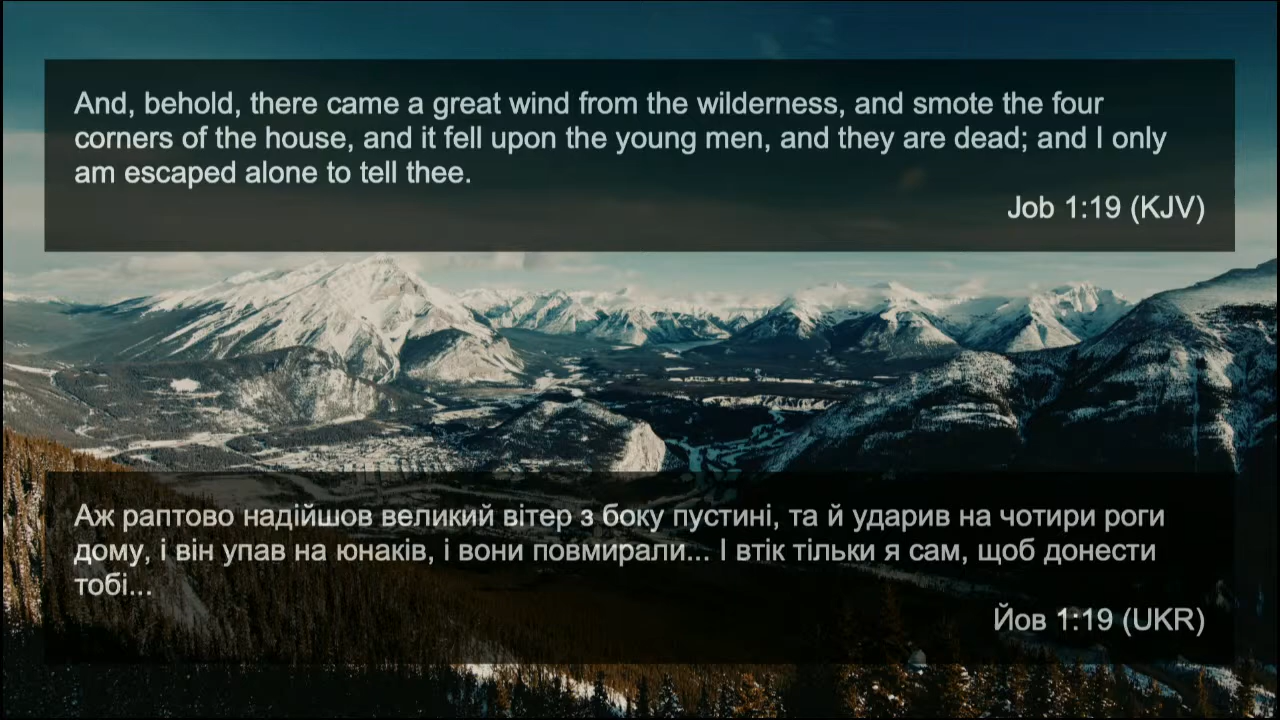 And, behold, there came a great wind from the wilderness, and smote the four
corners of the house, and it fell upon the young men, and they are dead; and I only
am escaped alone to tell thee.
Job 1:19 (KJV)
Аж раптово надійшов великий вітер з боку пустині, та й ударив на чотири роги
дому, і він упав на юнаків, і вони повмирали... І втік тільки я сам, щоб донести
тобі...
Йов 1:19 (UKR)